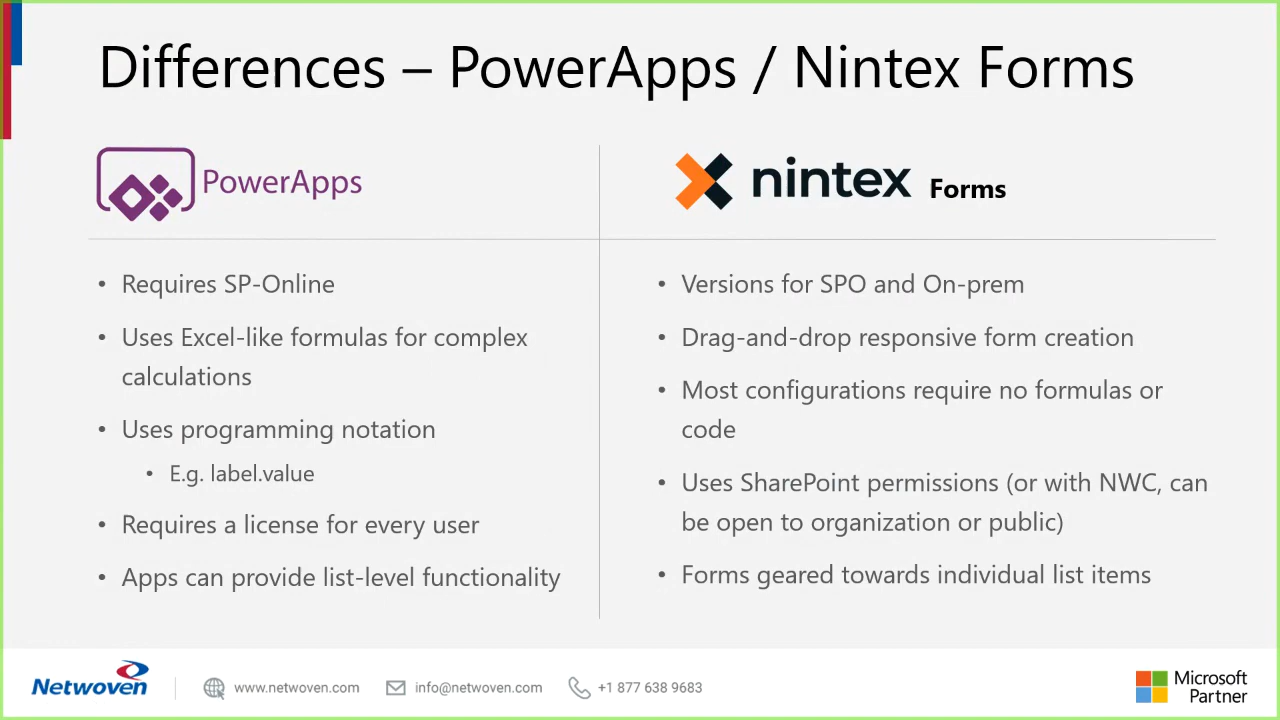 Differences – PowerApps / Nintex Forms
PowerApps
• Requires SP-Online
• Uses Excel-like formulas for complex
calculations
• Uses programming notation
• E.g. label.value
• Requires a license for every user
• Apps can provide list-level functionality
nintex Forms
• Versions for SPO and On-prem
• Drag-and-drop responsive form creation
• Most configurations require no formulas or
code
• Uses SharePoint permissions (or with NWC, can
be open to organization or public)
• Forms geared towards individual list items
Netwoven
www.netwoven.com
info@netwoven.com
+1 877 638 9683
Microsoft
Partner